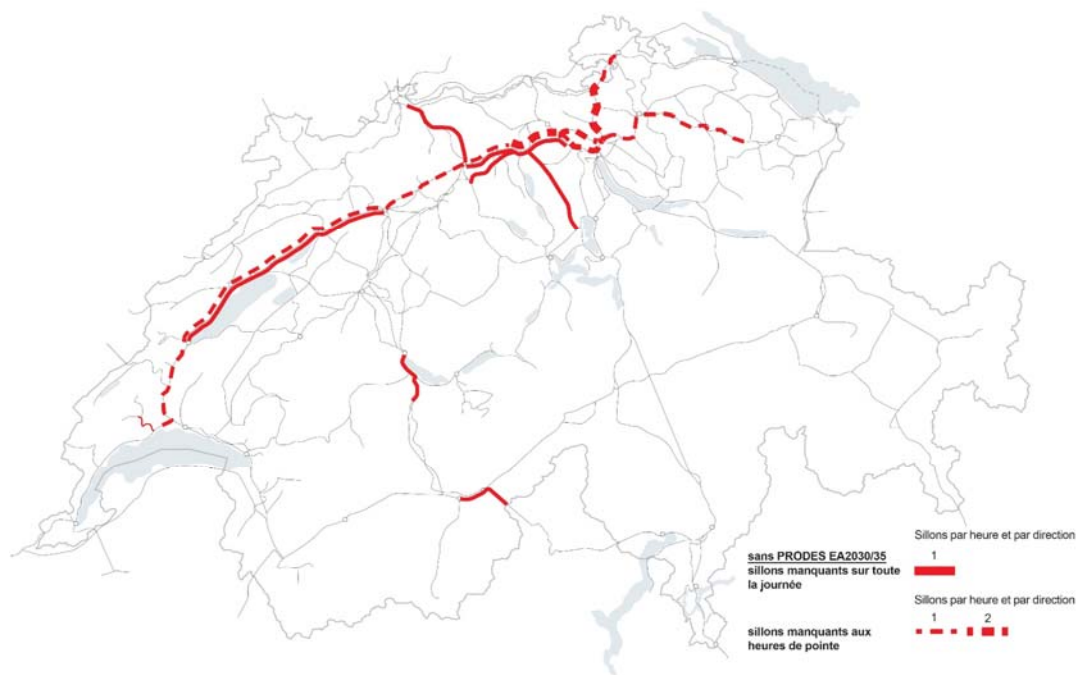 Sillons par heure et par direction
sans PRODES EA2030/35
1
sillons manquants sur toute
la journée
Sillons par heure et par direction
1 2
sillons manquants aux
heures de pointe